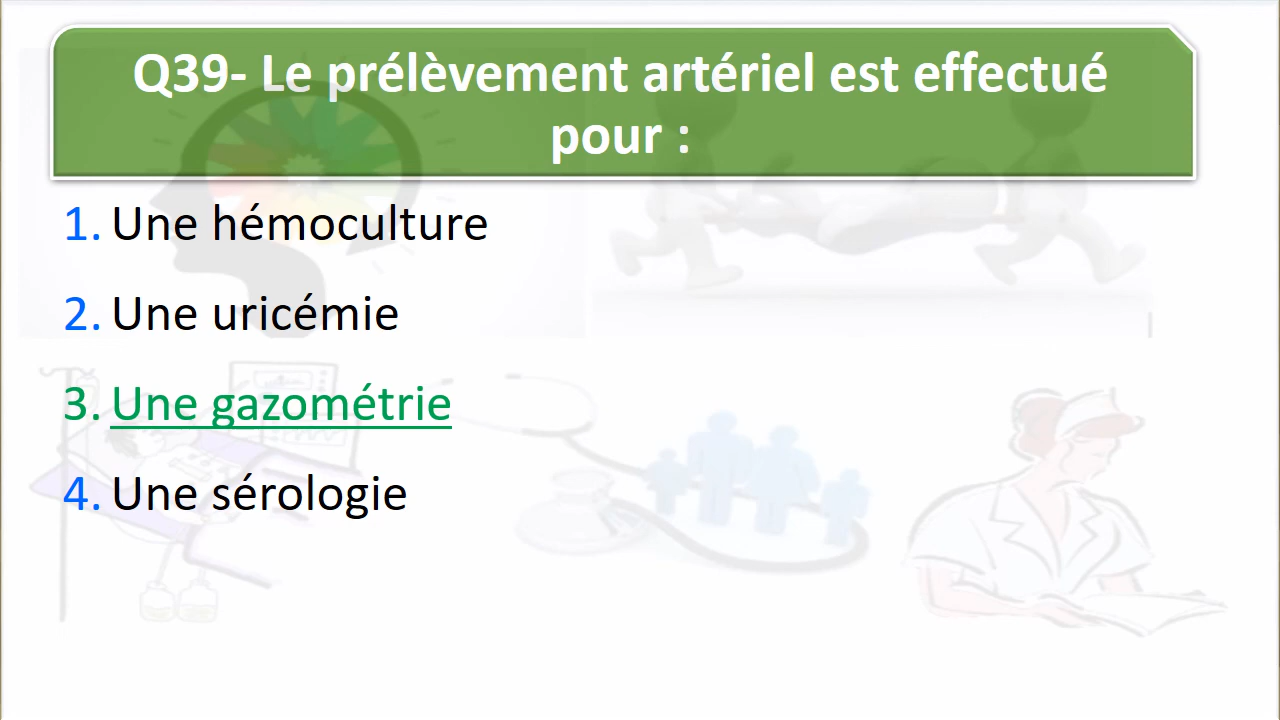 Q39- Le prélèvement artériel est effectué
pour :
1. Une hémoculture
2. Une uricémie
3. Une gazométrie
4. Une sérologie